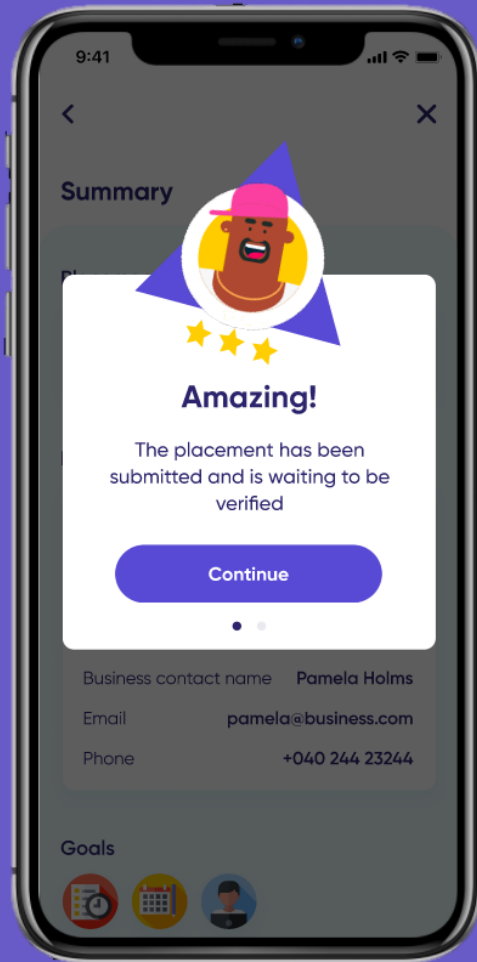 9:41
Summary
Amazing!
The placement has been
submitted and is waiting to be
verified
Continue
Business contact name Pamela Holms
Email pamela@business.com
Phone +040 244 23244
Goals